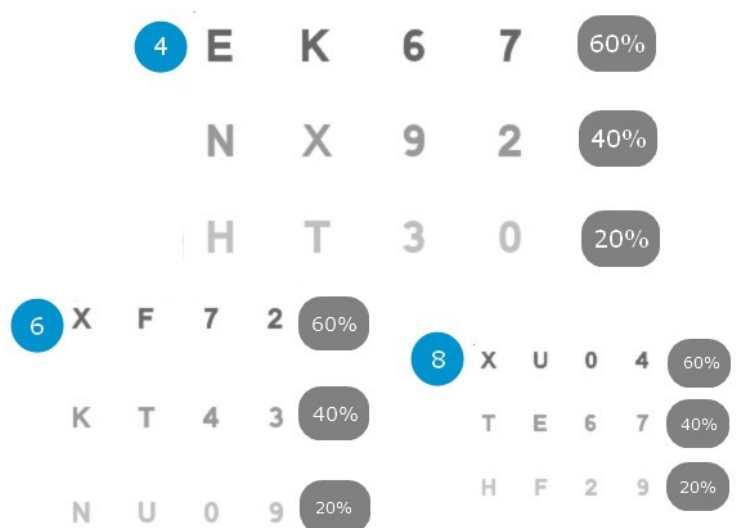 4 E K 6 7 60%
N X 9 2 40%
H T 3 0 20%
6 X F 7 2 60%
K T 4 3 40%
N U 0 9 20%
8 X U 0 4 60%
T E 6 7 40%
H F 2 9 20%